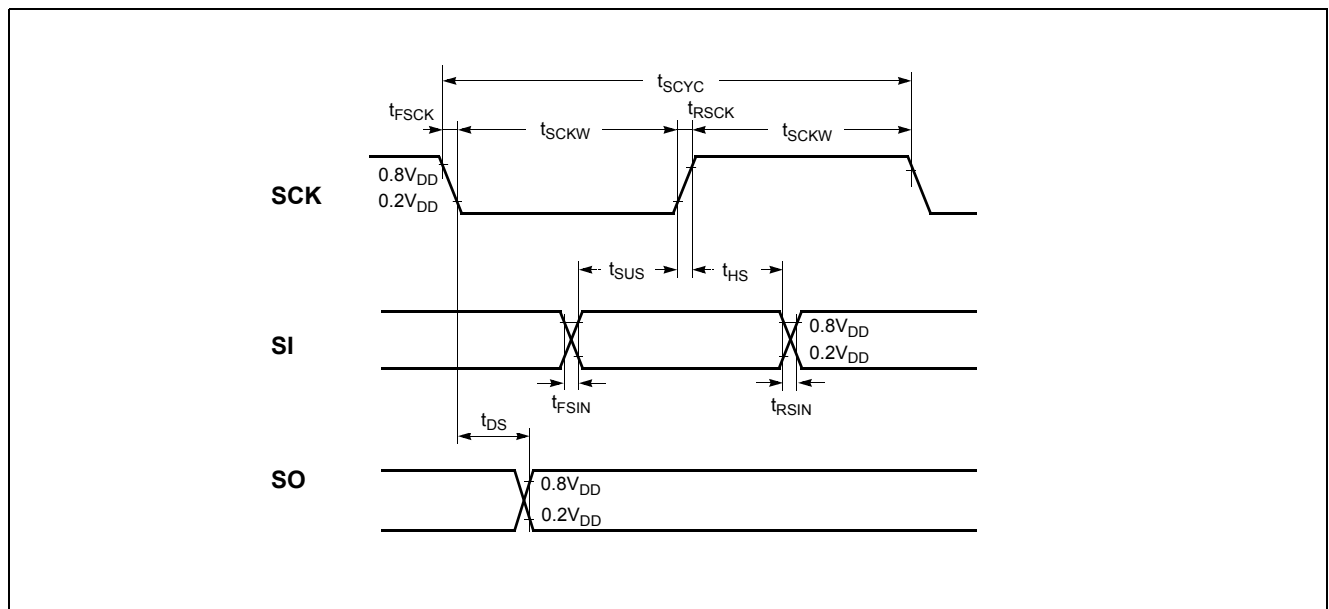 tSCYC
tFSCK
tRSCK
tSCKW
tSCKW
SCK
0.8VDD
0.2VDD
tSUS
tHS
SI
0.8VDD
0.2VDD
tFSIN
tRSIN
tDS
SO
0.8VDD
0.2VDD